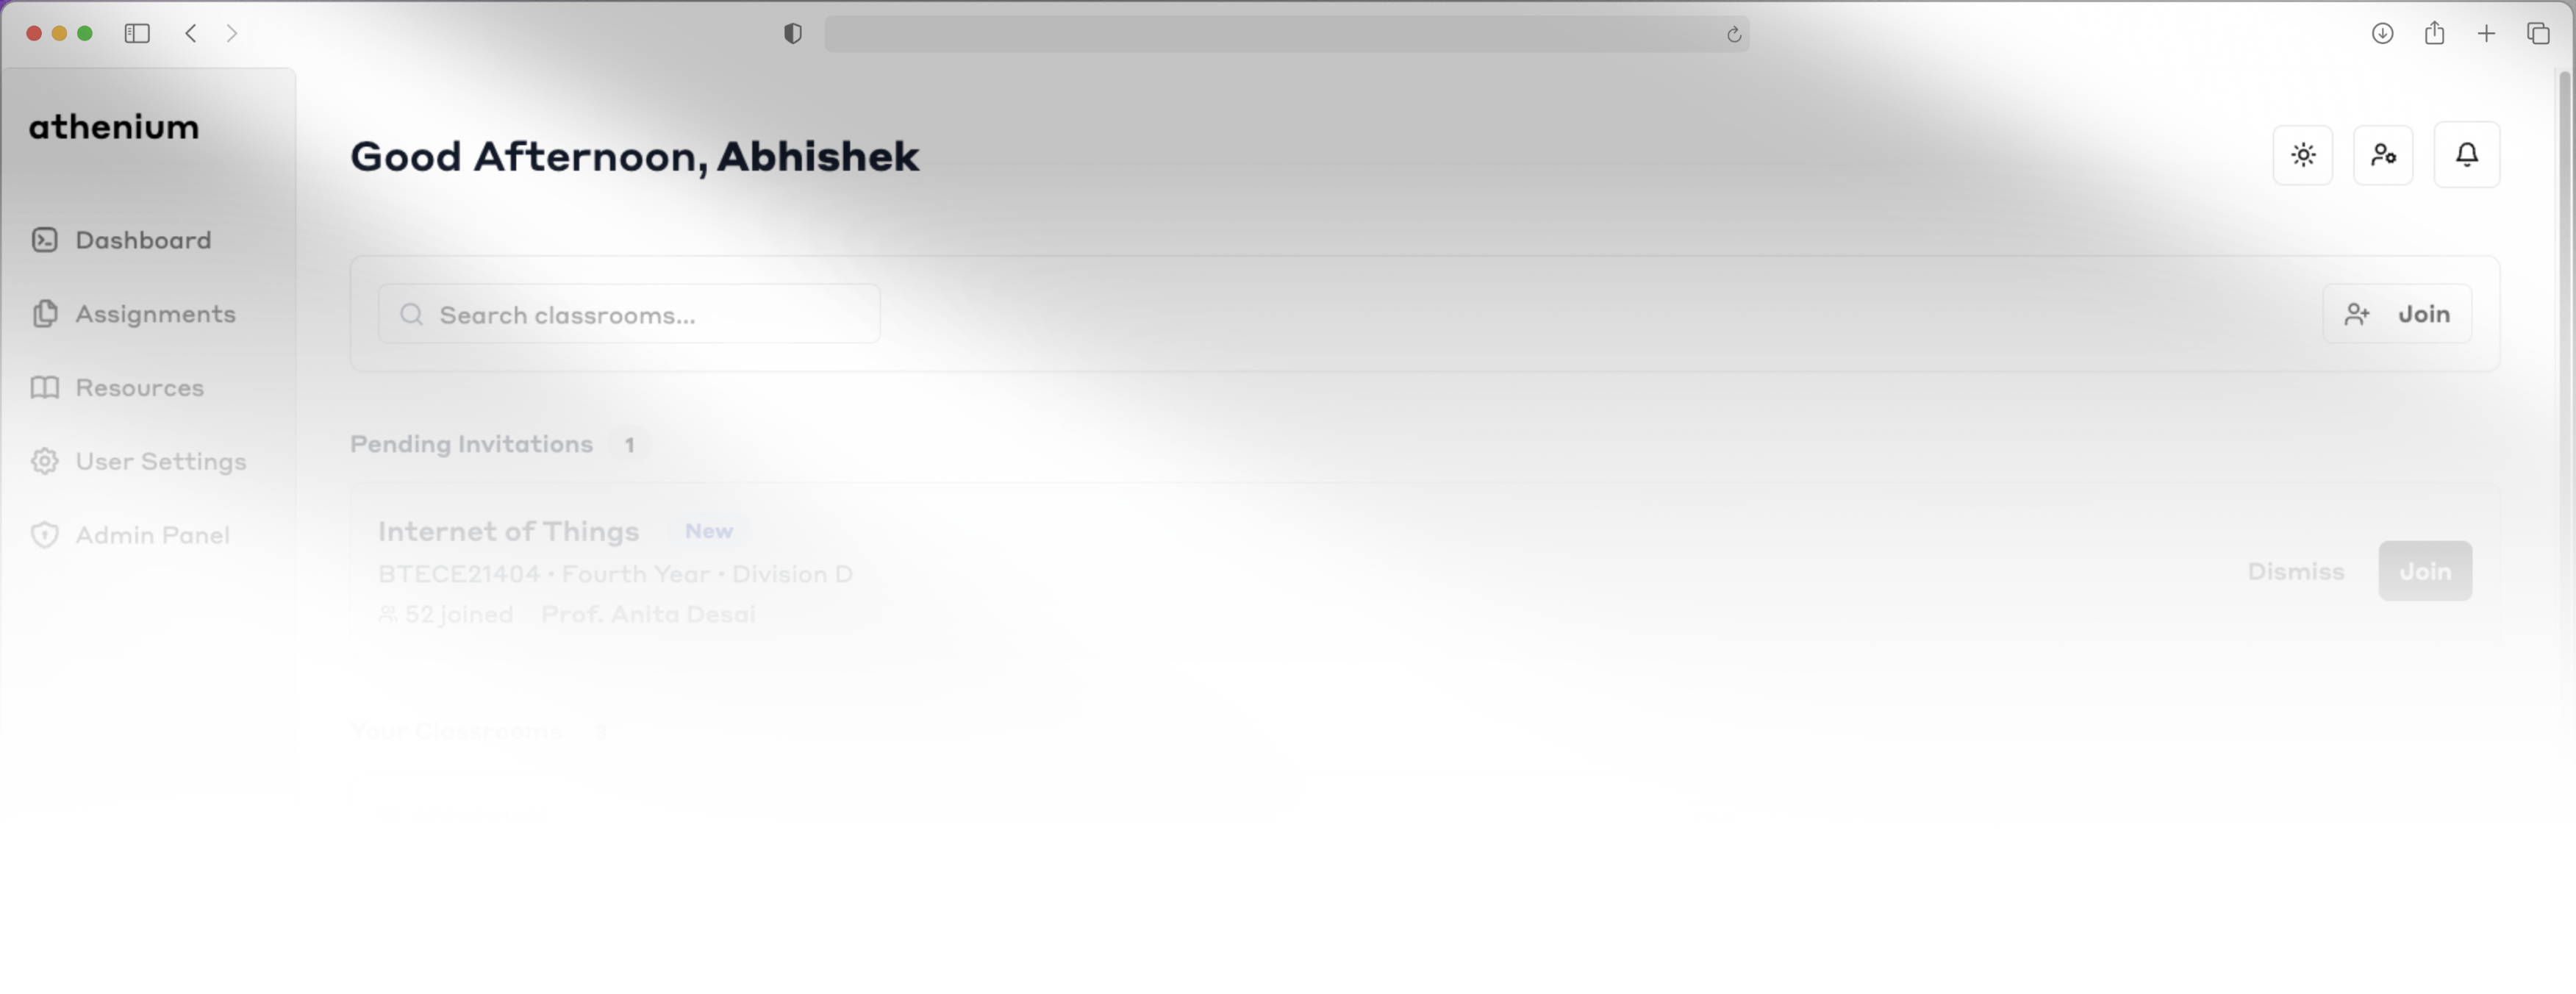 athenium
Dashboard
Assignments
Resources
User Settings
Admin Panel
Good Afternoon, Abhishek
Search classrooms...
Join
Pending Invitations 1
Internet of Things New
BTECE21404 • Fourth Year • Division D
52 joined Prof. Anita Desai
Dismiss Join
Your Classrooms